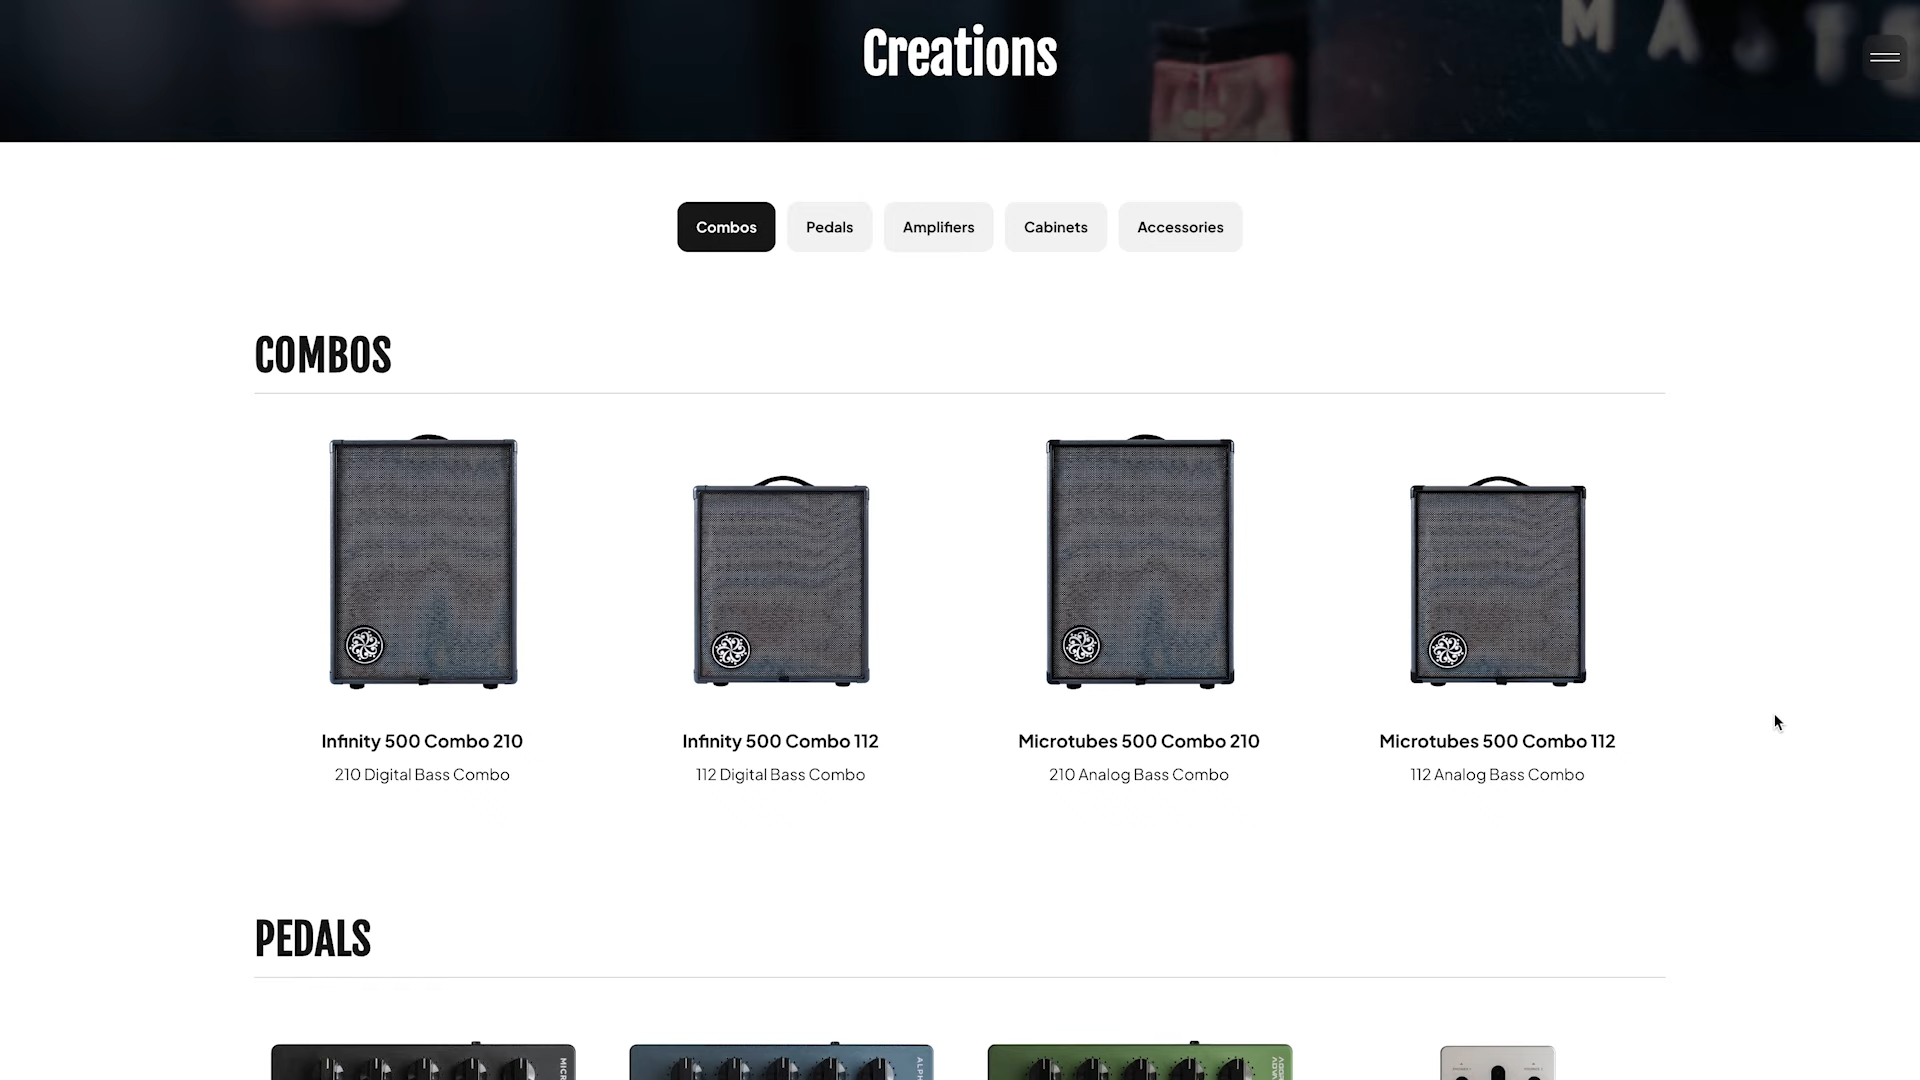 Creations
Combos
Pedals
Amplifiers
Cabinets
Accessories
COMBOS
Infinity 500 Combo 210
210 Digital Bass Combo
Infinity 500 Combo 112
112 Digital Bass Combo
Microtubes 500 Combo 210
210 Analog Bass Combo
Microtubes 500 Combo 112
112 Analog Bass Combo
PEDALS